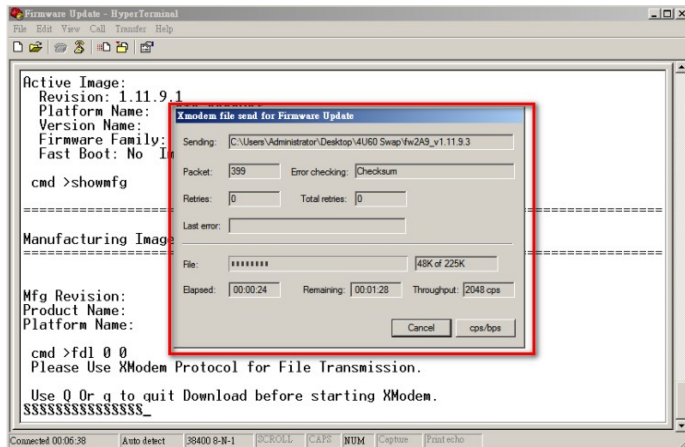 Firmware Update - HyperTerminal
File Edit View Call Transfer Help
Active Image:
Revision: 1.11.9.1
Platform Name:
Version Name:
Firmware Family:
Fast Boot: No
cmd >showmfg
Manufacturing Image
Mfg Revision:
Product Name:
Platform Name:
cmd >fdl 0 0
Please Use XModem Protocol for File Transmission.
Use Q Or q to quit Download before starting XModem.
§§§§§§§§§§§§§§§_
Xmodem file send for Firmware Update
Sending: C:\Users\Administrator\Desktop\4U60 Swap\fw2A9_v1.11.9.3
Packet: 399 Error checking: Checksum
Retries: 0 Total retries: 0
Last error:
File: 48K of 225K
Elapsed: 00:00:24 Remaining: 00:01:28 Throughput: 2048 cps
Cancel cps/bps
Connected 00:06:38 Auto detect 38400 8-N-1 SCROLL CAPS NUM Capture Print echo